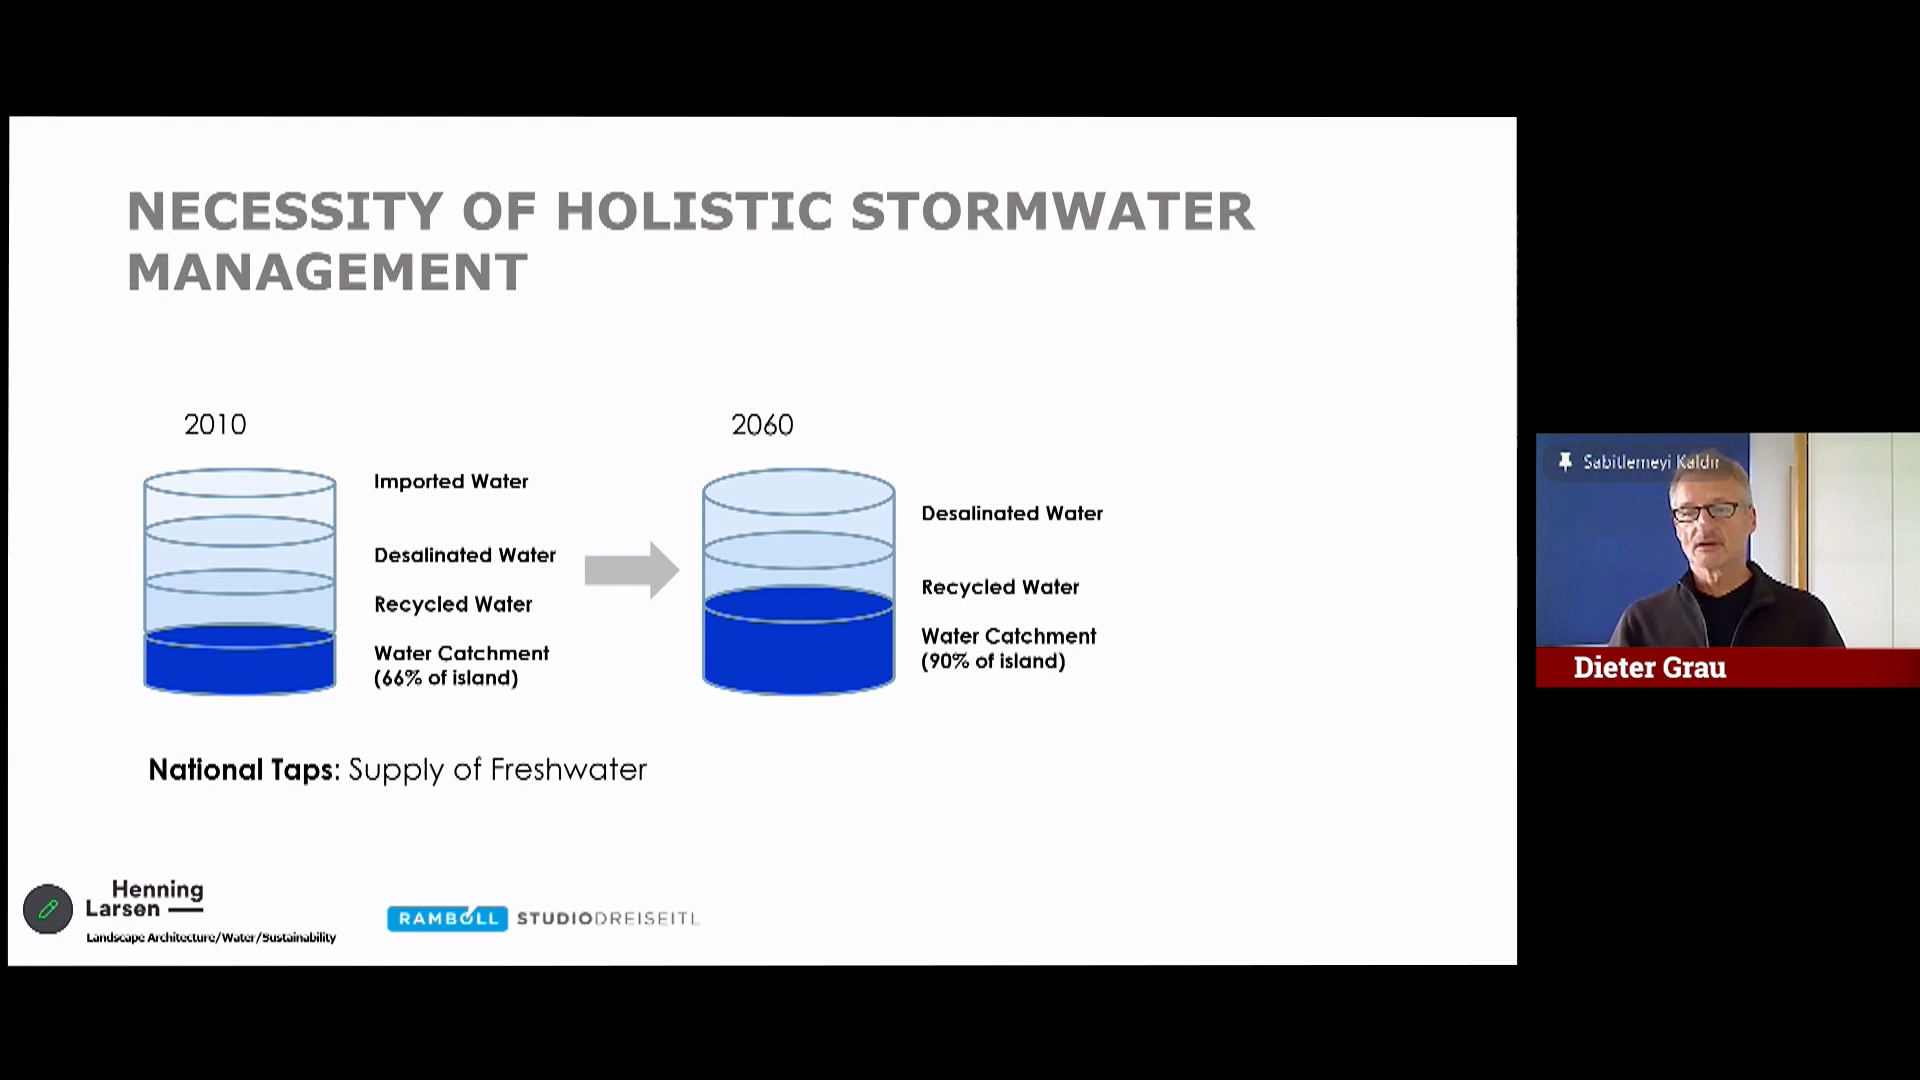 NECESSITY OF HOLISTIC STORMWATER
MANAGEMENT
2010
Imported Water
Desalinated Water
Recycled Water
Water Catchment
(66% of island)
2060
Desalinated Water
Recycled Water
Water Catchment
(90% of island)
National Taps: Supply of Freshwater
Henning
Larsen
Landscape Architecture/Water/Sustainability
RAMBOLL STUDIODREISEITL
Sabitlemeyi Kaldır
Dieter Grau